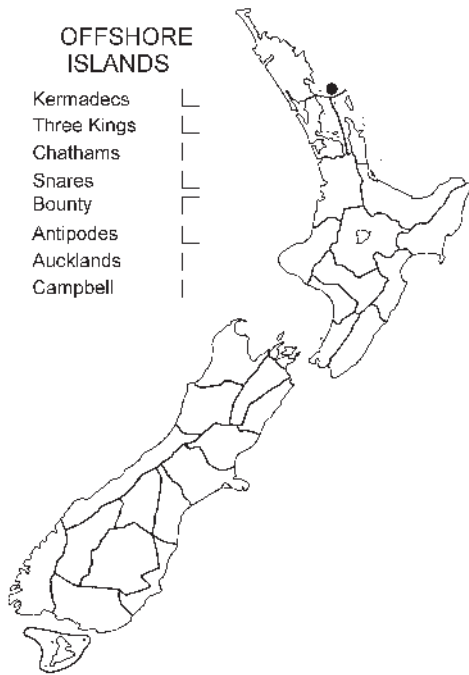 OFFSHORE
ISLANDS
Kermadecs
Three Kings
Chathams
Snares
Bounty
Antipodes
Aucklands
Campbell